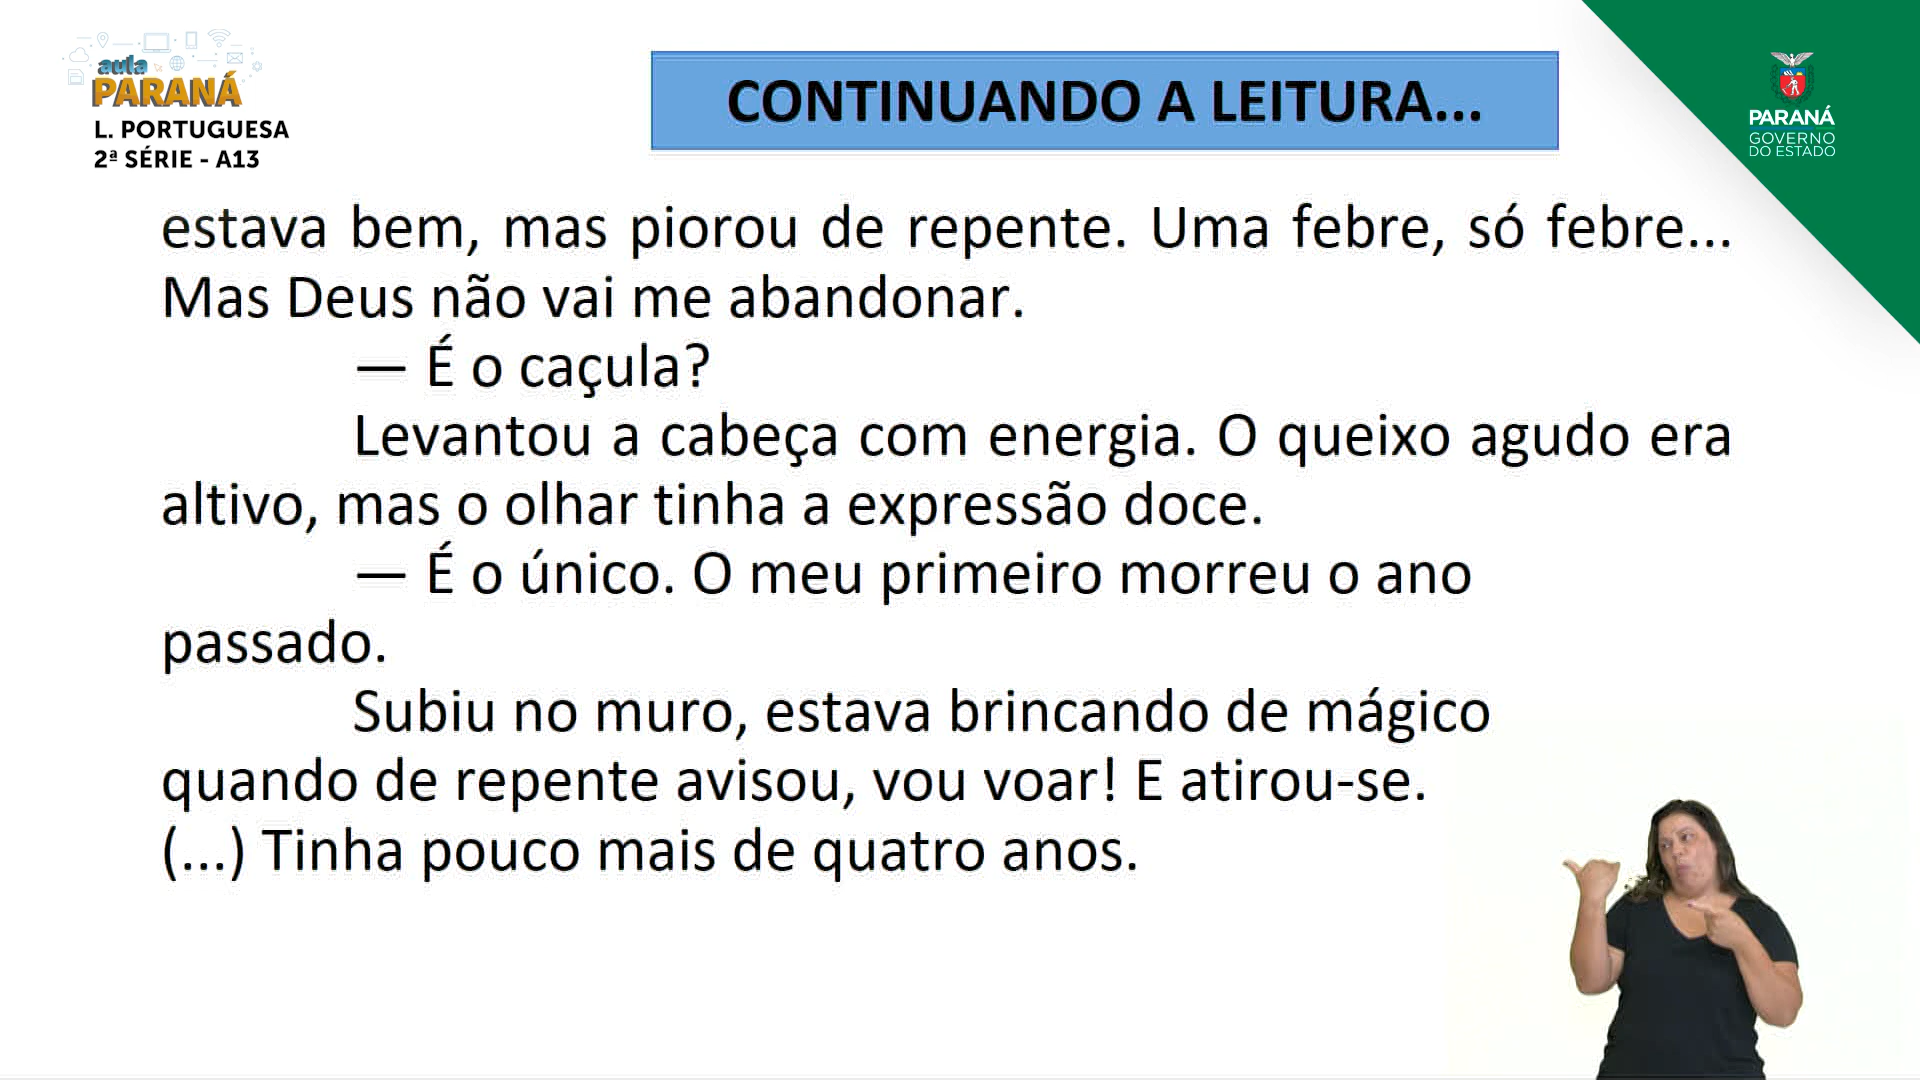 aula
PARANÁ
L. PORTUGUESA
2ª SÉRIE - A13
CONTINUANDO A LEITURA...
PARANÁ
GOVERNO
DO ESTADO
estava bem, mas piorou de repente. Uma febre, só febre...
Mas Deus não vai me abandonar.
— É o caçula?
Levantou a cabeça com energia. O queixo agudo era
altivo, mas o olhar tinha a expressão doce.
— É o único. O meu primeiro morreu o ano
passado.
Subiu no muro, estava brincando de mágico
quando de repente avisou, vou voar! E atirou-se.
(...) Tinha pouco mais de quatro anos.